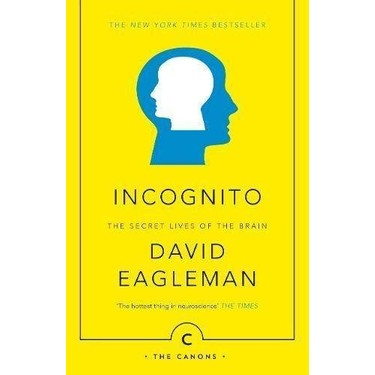 THE NEW YORK TIMES BESTSELLER
INCOGNITO
THE SECRET LIVES OF THE BRAIN
DAVID
EAGLEMAN
'The hottest thing in neuroscience' THE TIMES
C
• THE CANONS •